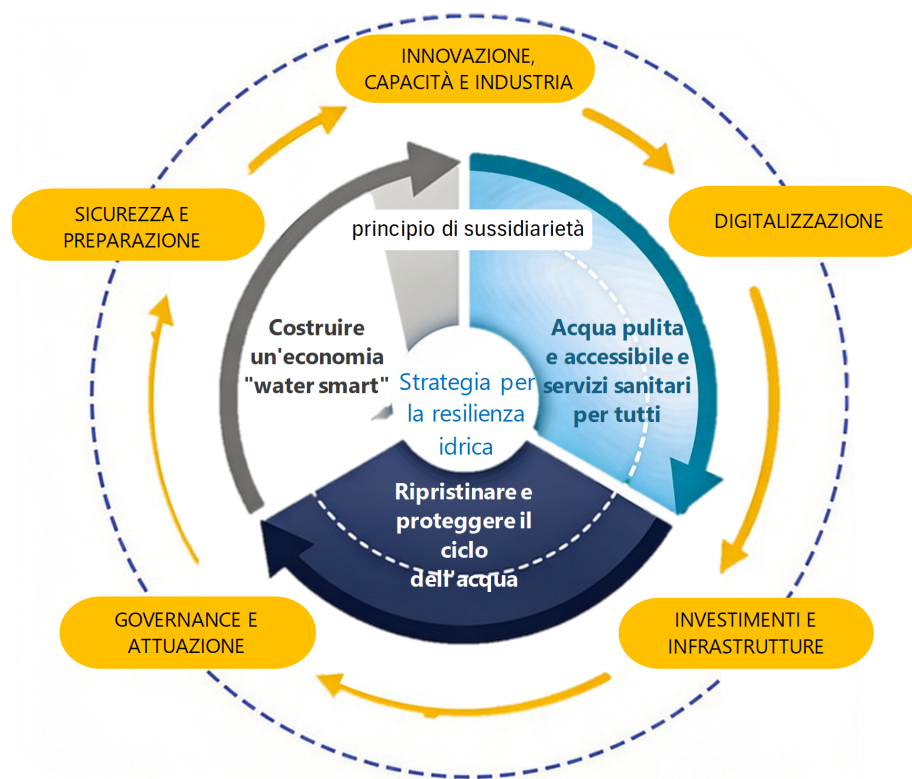 INNOVAZIONE,
CAPACITÀ E INDUSTRIA
SICUREZZA E
PREPARAZIONE
DIGITALIZZAZIONE
principio di sussidiarietà
Costruire
un'economia
"water smart"
Acqua pulita
e accessibile e
servizi sanitari
per tutti
Strategia per
la resilienza
idrica
Ripristinare e
proteggere il
ciclo
dell'acqua
GOVERNANCE E
ATTUAZIONE
INVESTIMENTI E
INFRASTRUTTURE